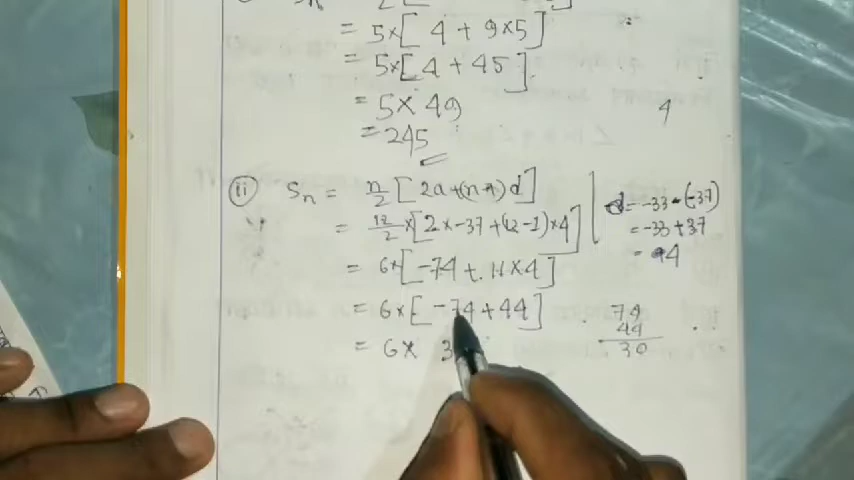 = 5×[ 4 + 9×5 ]
= 5×[ 4 + 45 ]
= 5 × 49
= 245
4
(ii) Sn = n/2 [ 2a+(n-1)d ]
= 12/2 ×[ 2×-37 +(12-1)×4 ]
= 6×[ -74 + 11×4 ]
= 6×[ -74 + 44 ]
= 6× 3
d = -33 - (-37)
= -33 + 37
= 4
74
44
30